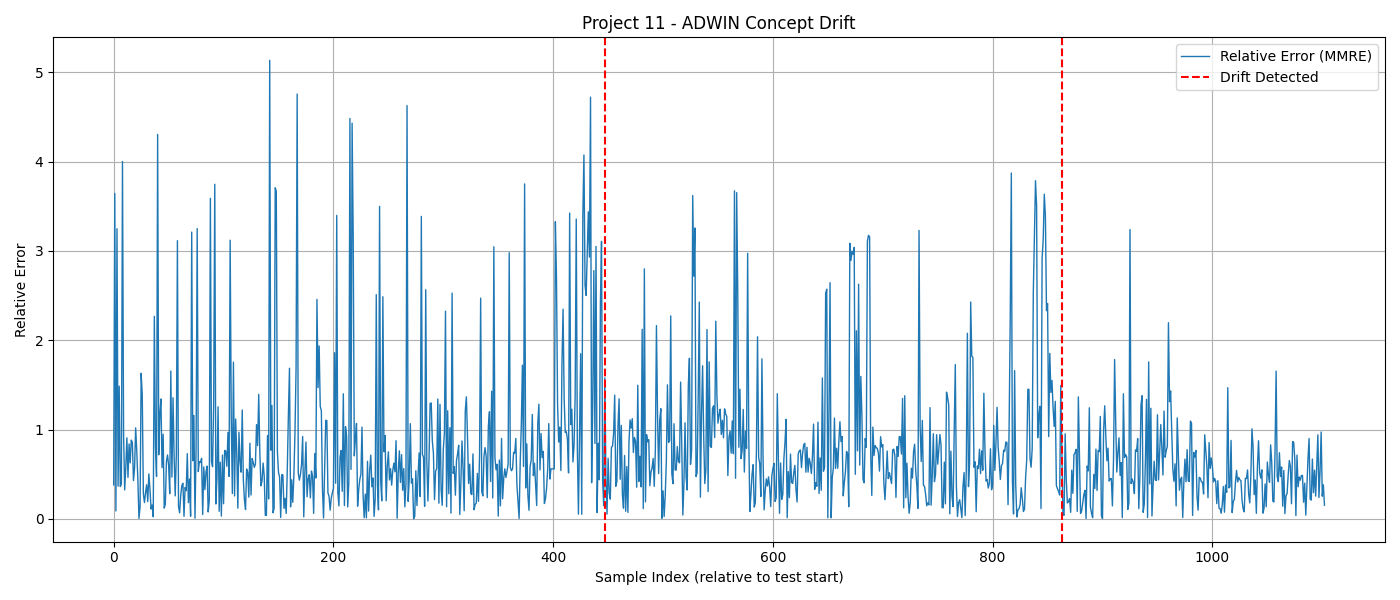 Project 11 - ADWIN Concept Drift
Relative Error (MMRE)
Drift Detected
Relative Error
5
4
3
2
1
0
0 200 400 600 800 1000
Sample Index (relative to test start)